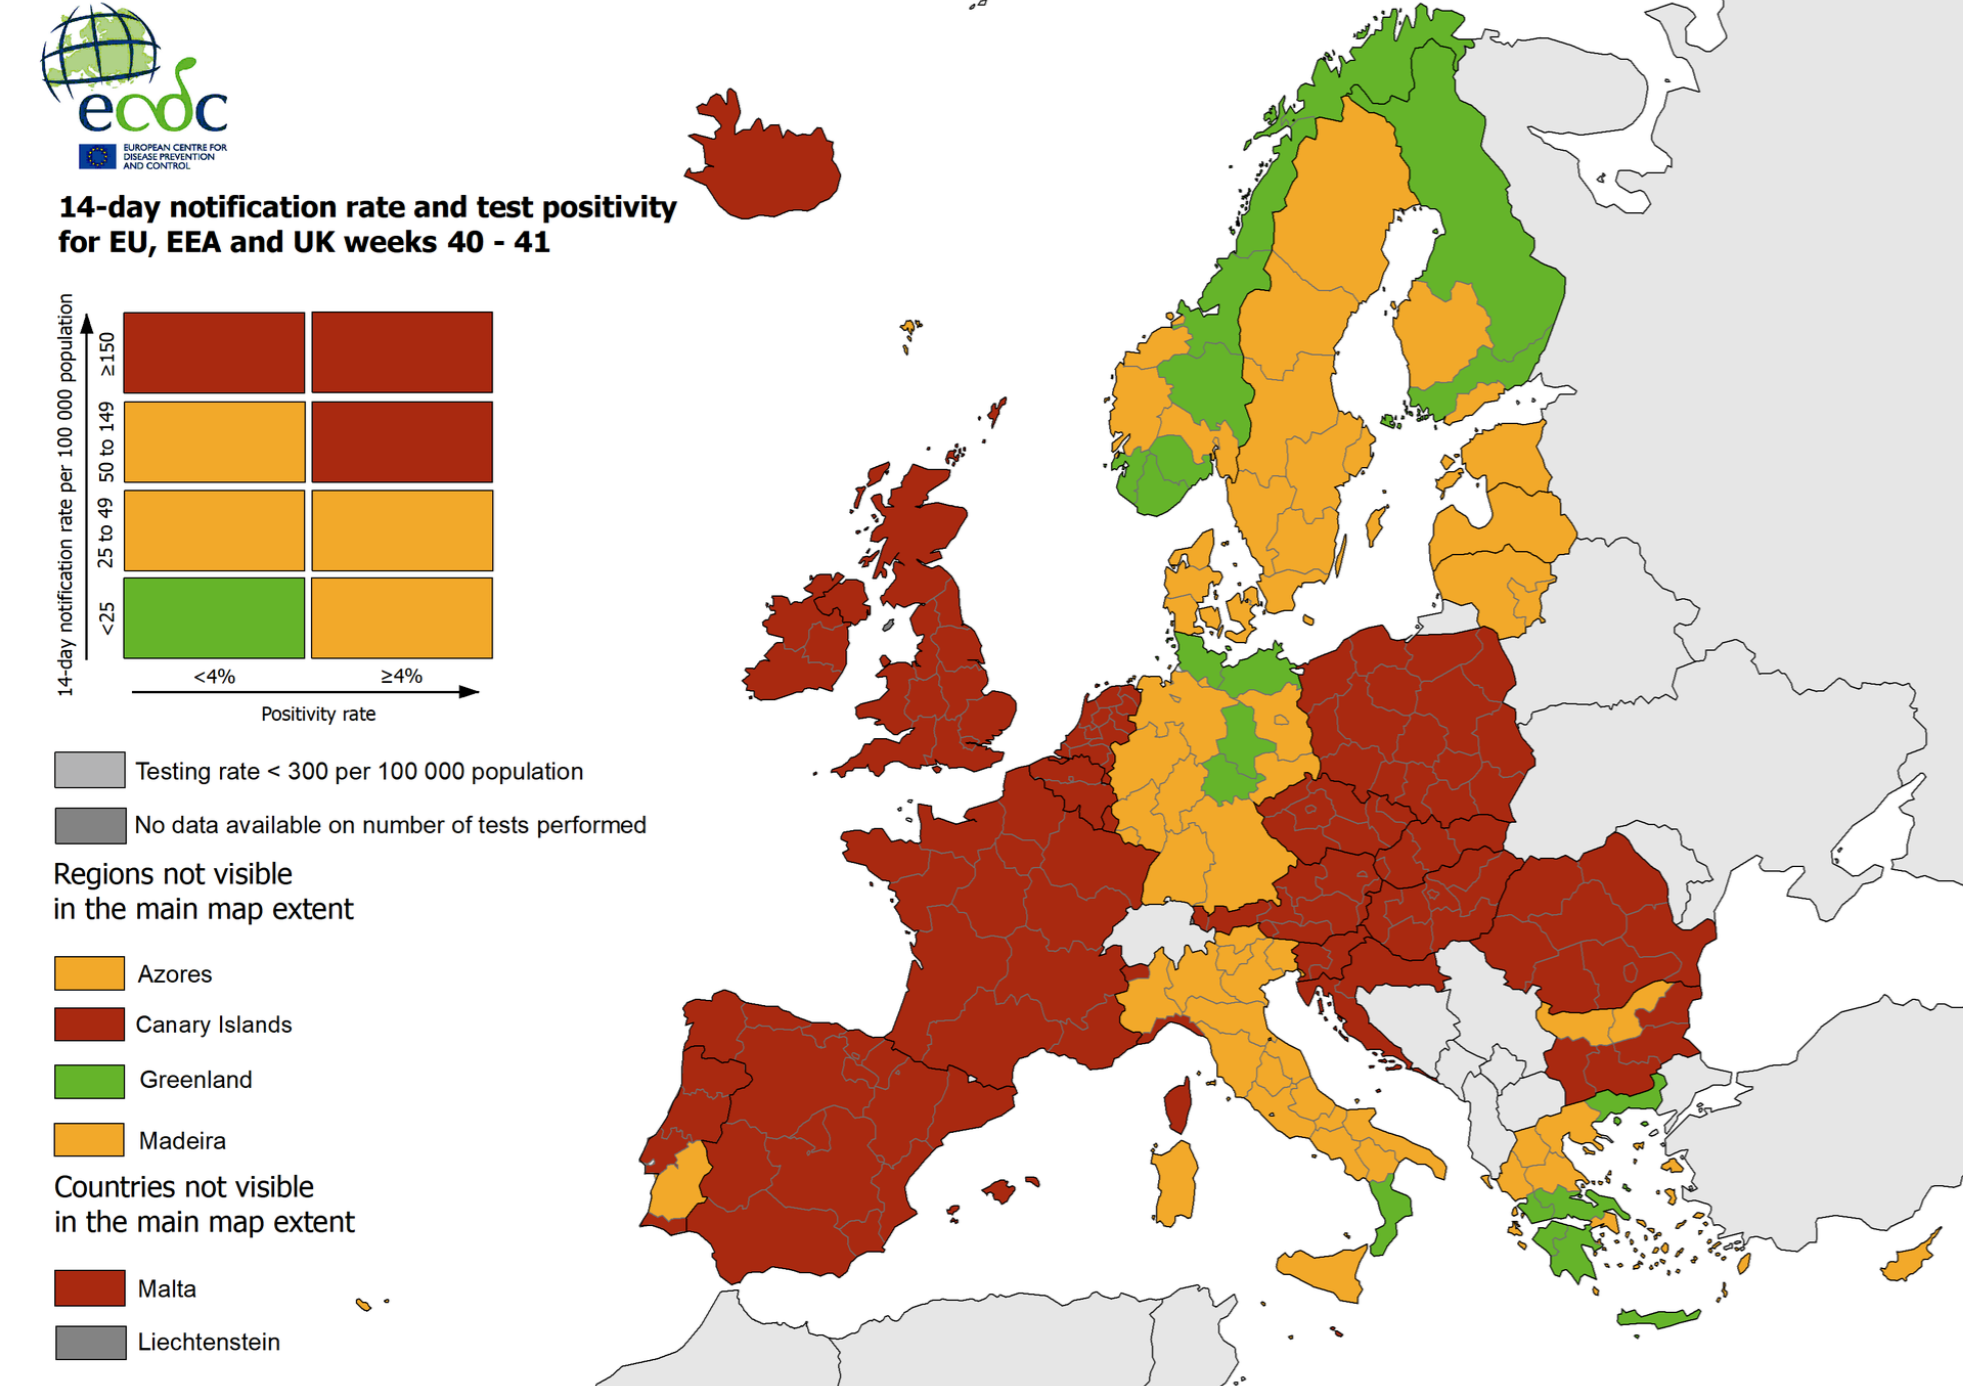 ecdc
EUROPEAN CENTRE FOR
DISEASE PREVENTION
AND CONTROL
14-day notification rate and test positivity
for EU, EEA and UK weeks 40 - 41
14-day notification rate per 100 000 population
≥150
50 to 149
25 to 49
<25
<4%
≥4%
Positivity rate
Testing rate < 300 per 100 000 population
No data available on number of tests performed
Regions not visible
in the main map extent
Azores
Canary Islands
Greenland
Madeira
Countries not visible
in the main map extent
Malta
Liechtenstein